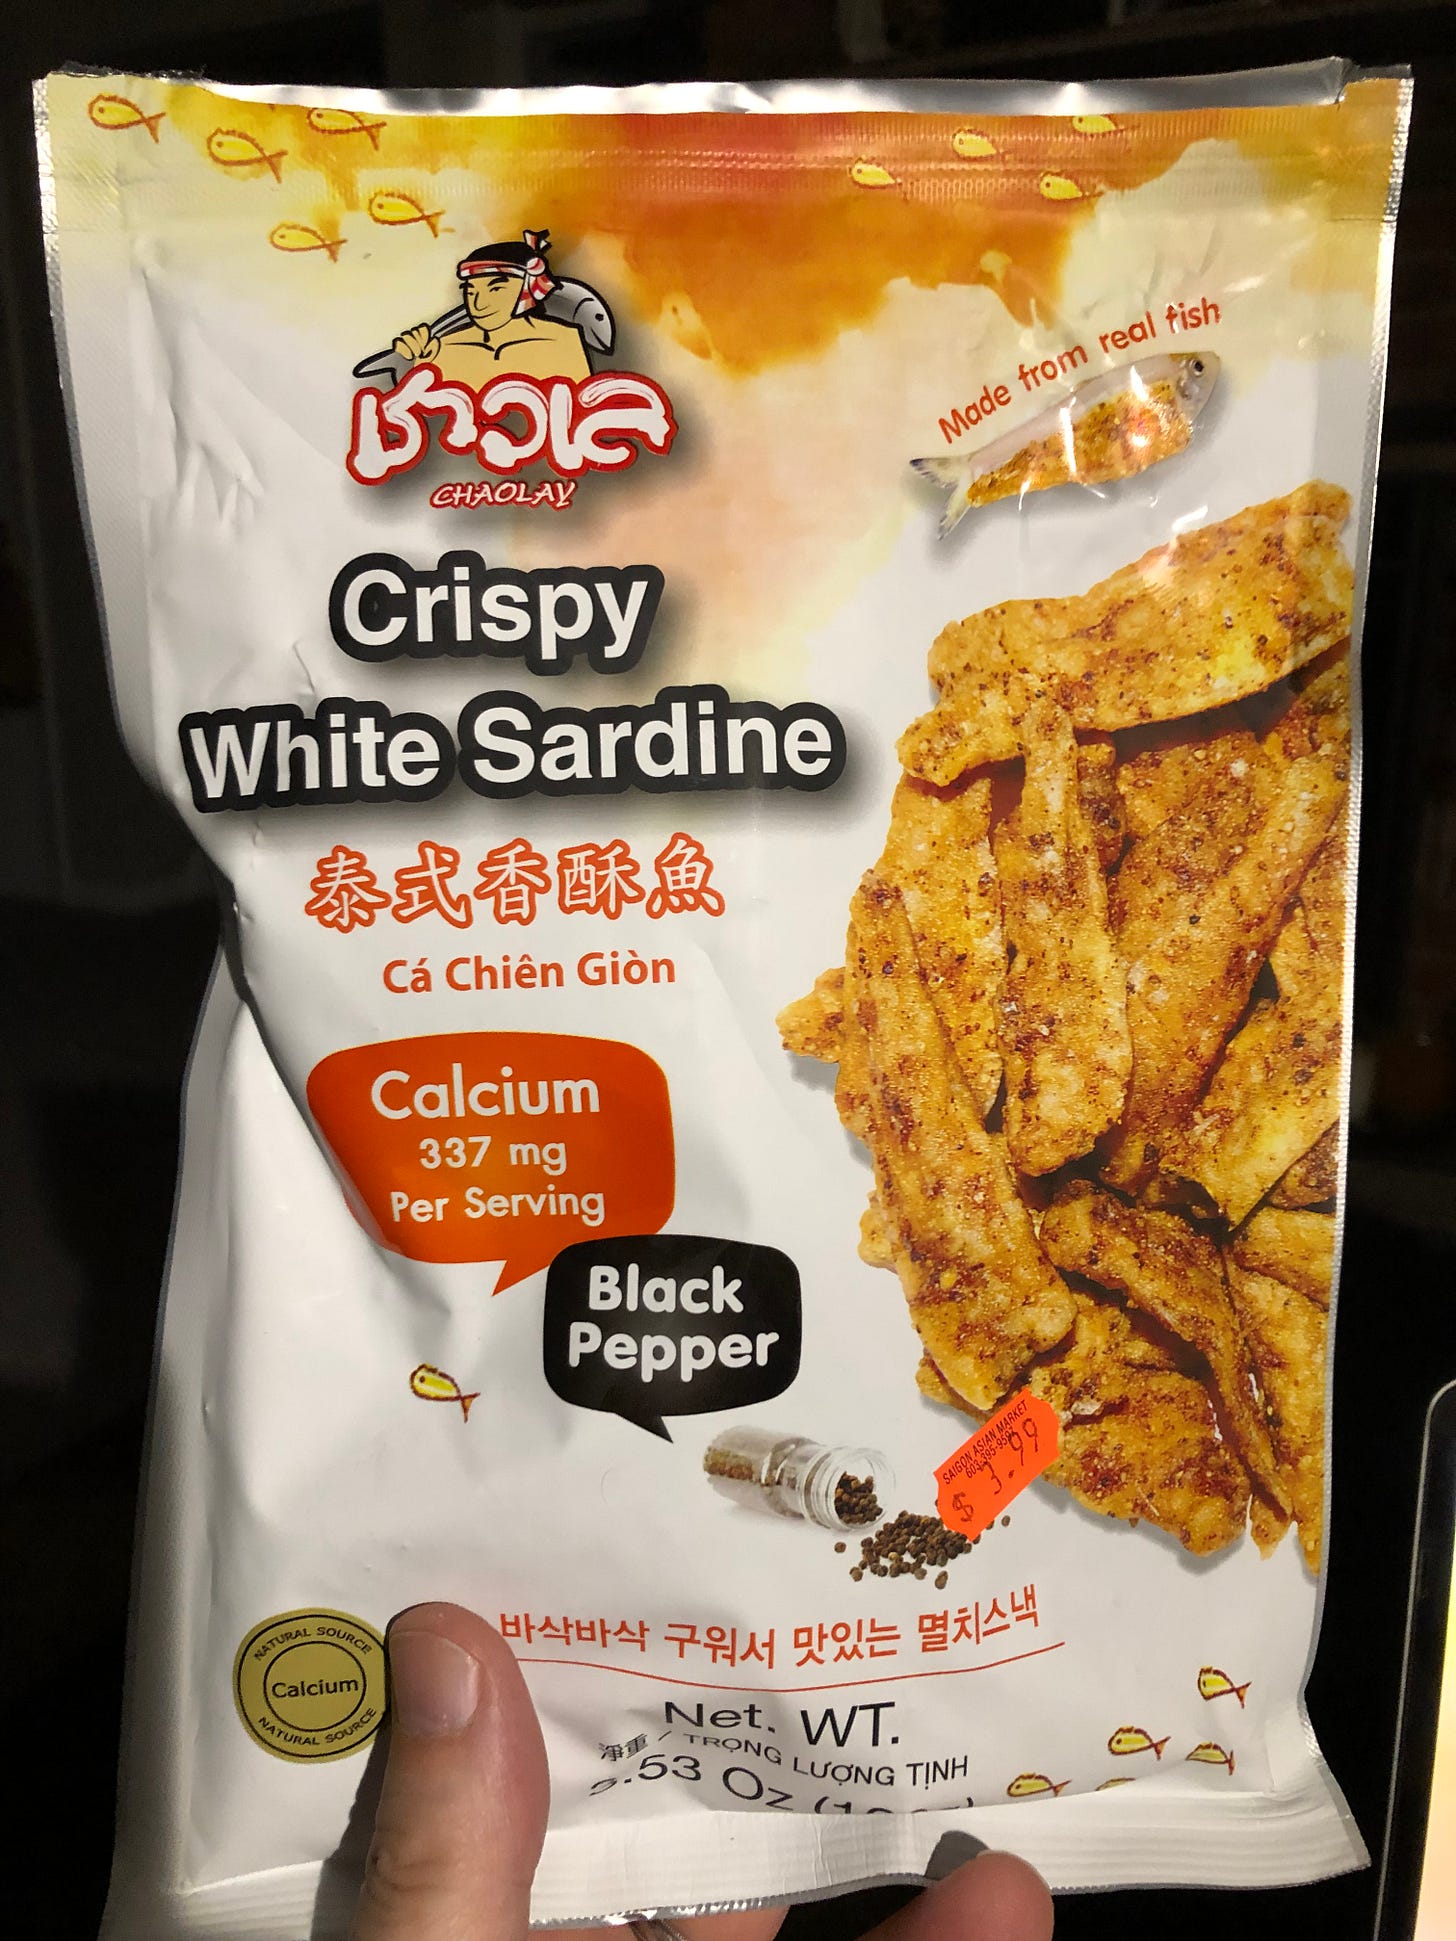 Made from real fish
ชาวเล
CHAOLAY
Crispy
White Sardine
泰式香酥魚
Cá Chiên Giòn
Calcium
337 mg
Per Serving
Black
Pepper
SAIGON ASIAN MARKET
$ 3.99
바삭바삭 구워서 맛있는 멸치스낵
NATURAL SOURCE
Calcium
NATURAL SOURCE
Net. WT.
淨重 / TRỌNG LƯỢNG TỊNH
Oz